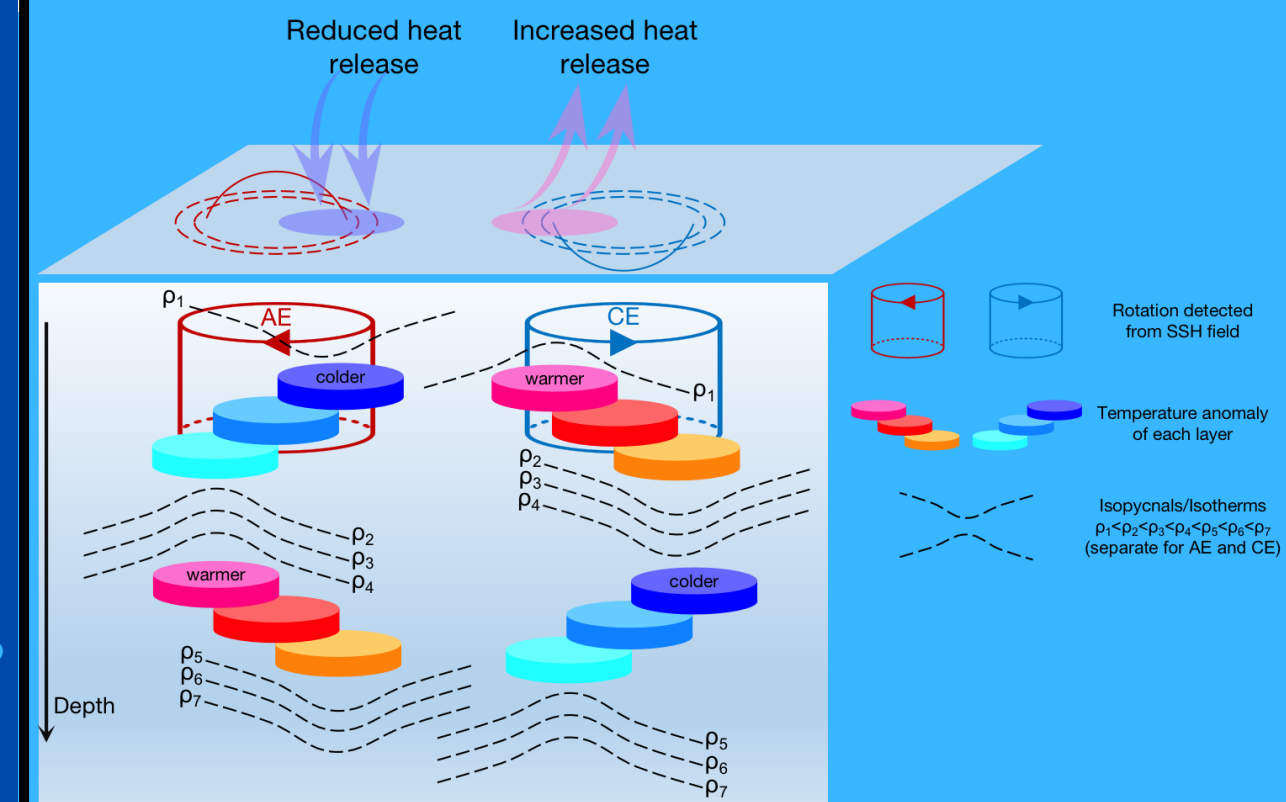 Reduced heat
release
Increased heat
release
ρ₁
AE
CE
colder
warmer
ρ₁
ρ₂
ρ₃
ρ₄
ρ₂
ρ₃
ρ₄
warmer
colder
ρ₅
ρ₆
ρ₇
Depth
ρ₅
ρ₆
ρ₇
Rotation detected
from SSH field
Temperature anomaly
of each layer
Isopycnals/Isotherms
ρ₁<ρ₂<ρ₃<ρ₄<ρ₅<ρ₆<ρ₇
(separate for AE and CE)